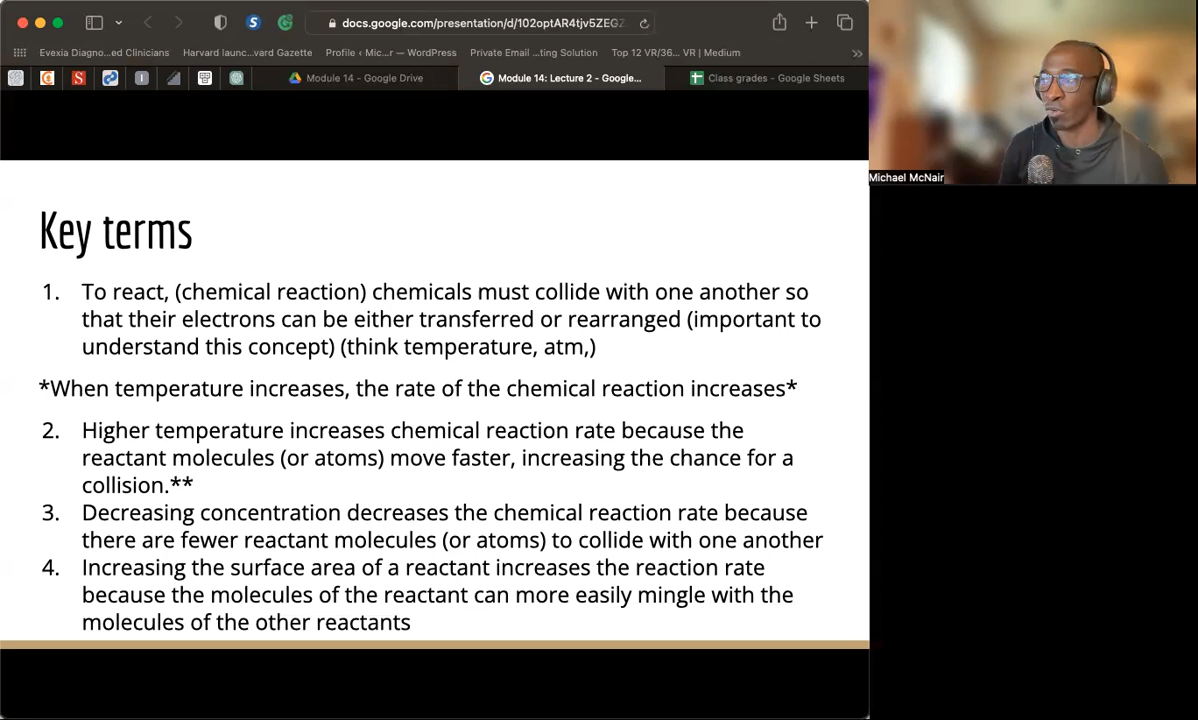 docs.google.com/presentation/d/102optAR4tjv5ZEGZ
Evexia Diagno...ed Clinicians Harvard launc...vard Gazette Profile ‹ Mic...r — WordPress Private Email ...ting Solution Top 12 VR/36... VR | Medium
Module 14 - Google Drive Module 14: Lecture 2 - Google... Class grades - Google Sheets
Michael McNair
Key terms
1. To react, (chemical reaction) chemicals must collide with one another so
that their electrons can be either transferred or rearranged (important to
understand this concept) (think temperature, atm,)
*When temperature increases, the rate of the chemical reaction increases*
2. Higher temperature increases chemical reaction rate because the
reactant molecules (or atoms) move faster, increasing the chance for a
collision.**
3. Decreasing concentration decreases the chemical reaction rate because
there are fewer reactant molecules (or atoms) to collide with one another
4. Increasing the surface area of a reactant increases the reaction rate
because the molecules of the reactant can more easily mingle with the
molecules of the other reactants